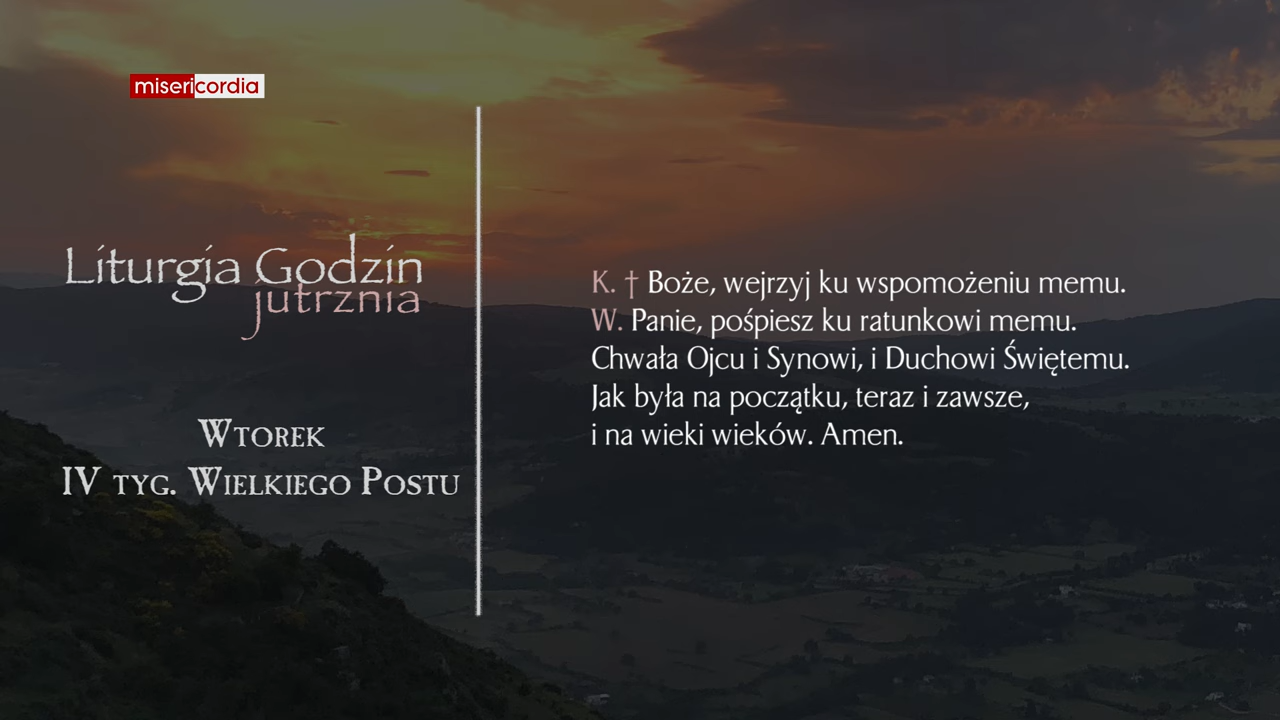 misericordia
Liturgia Godzin
jutrznia
Wtorek
IV tyg. Wielkiego Postu
K. † Boże, wejrzyj ku wspomożeniu memu.
W. Panie, pośpiesz ku ratunkowi memu.
Chwała Ojcu i Synowi, i Duchowi Świętemu.
Jak była na początku, teraz i zawsze,
i na wieki wieków. Amen.